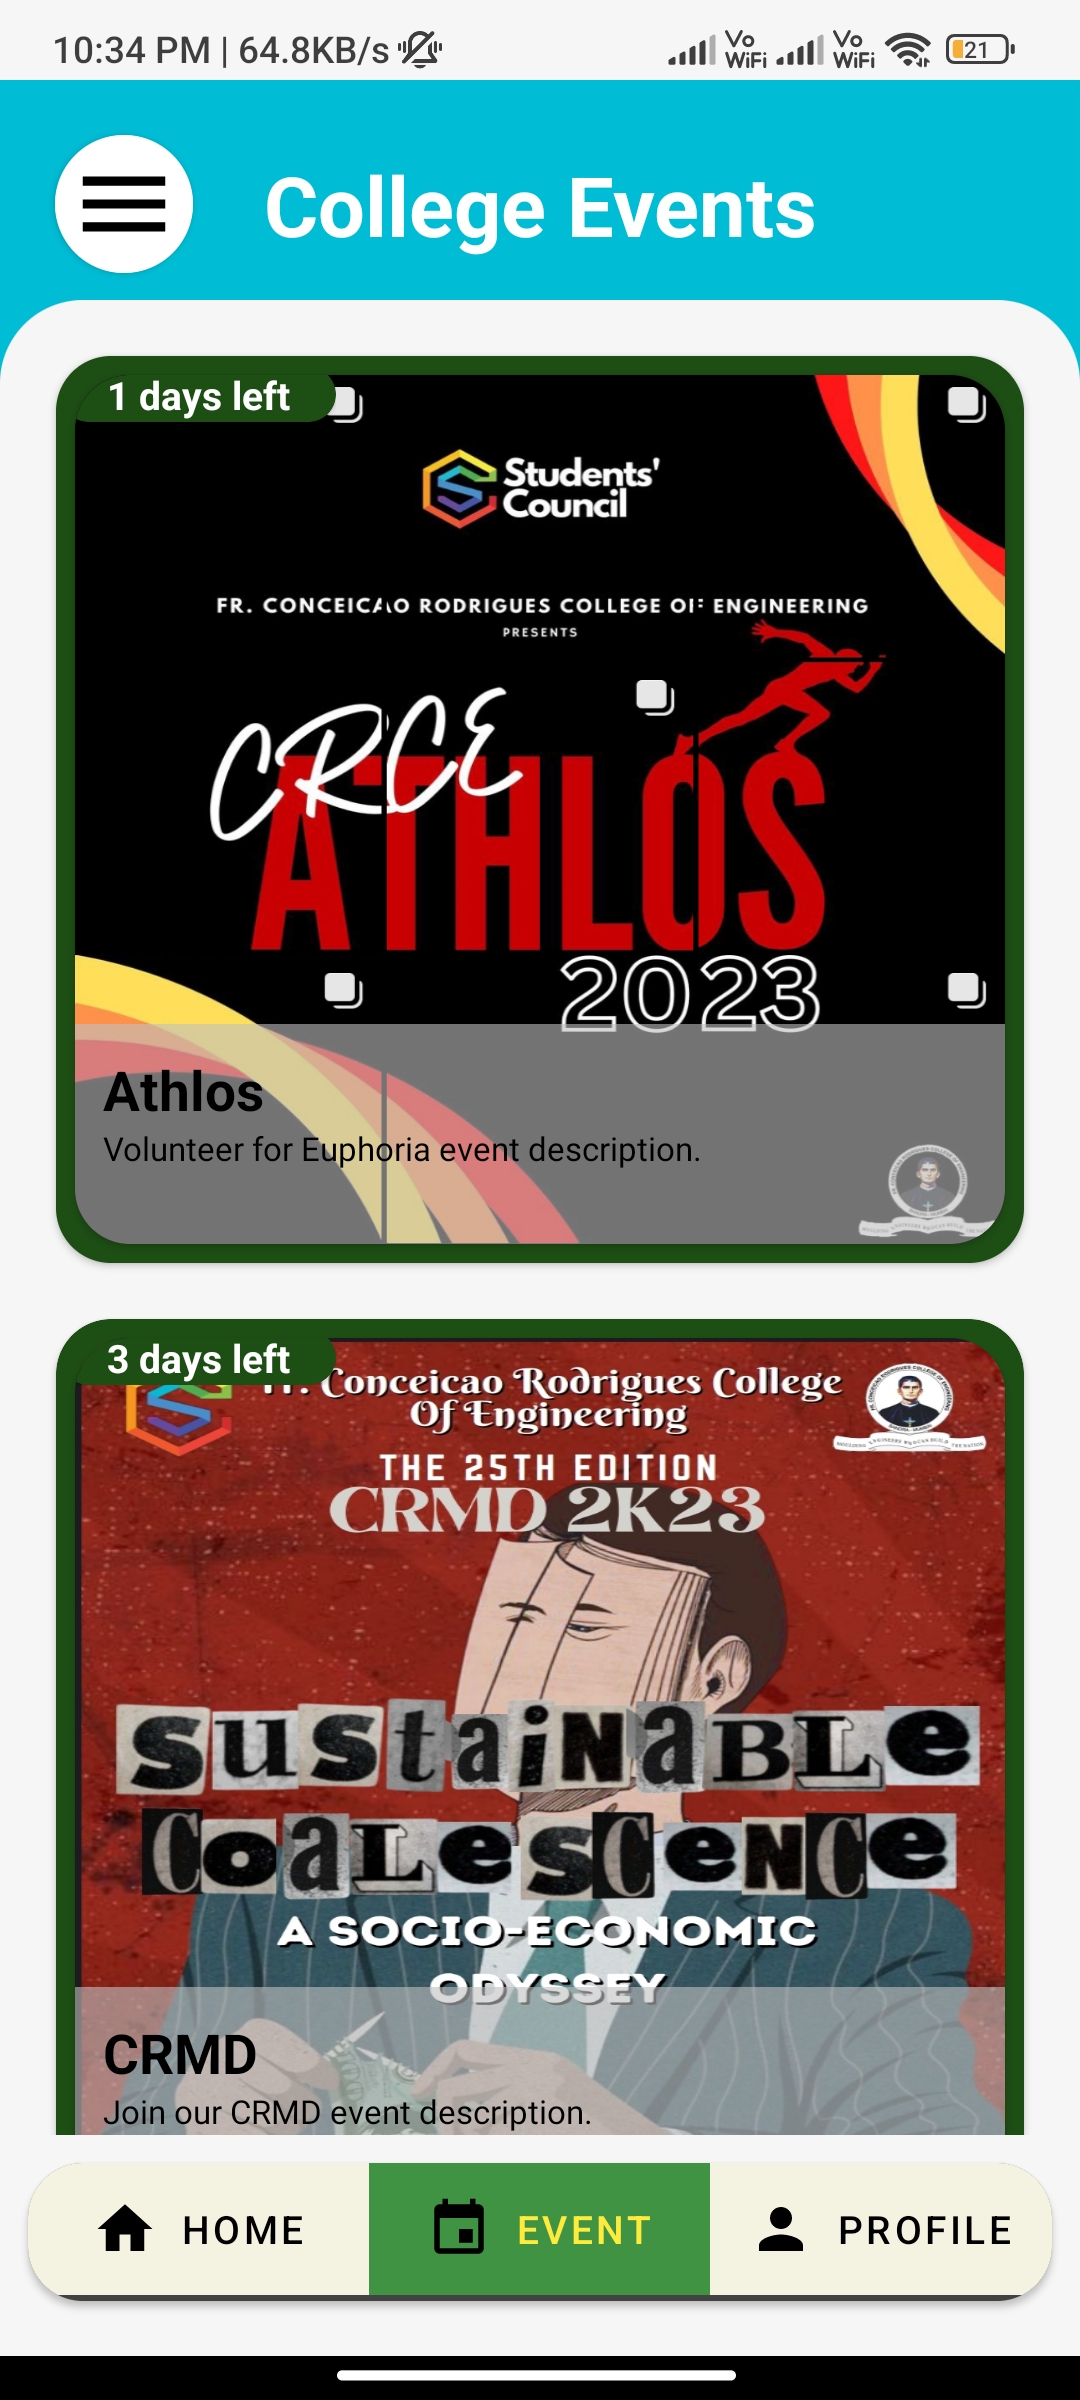 10:34 PM | 64.8KB/s
Vo WiFi Vo WiFi 21
College Events
1 days left
Students'
Council
FR. CONCEICAO RODRIGUES COLLEGE OF ENGINEERING
PRESENTS
CRCE
ATHLOS
2023
Athlos
Volunteer for Euphoria event description.
3 days left
Conceicao Rodrigues College
Of Engineering
THE 25TH EDITION
CRMD 2K23
SUSTAINABLE
COALESCENCE
A SOCIO-ECONOMIC
ODYSSEY
CRMD
Join our CRMD event description.
HOME
EVENT
PROFILE